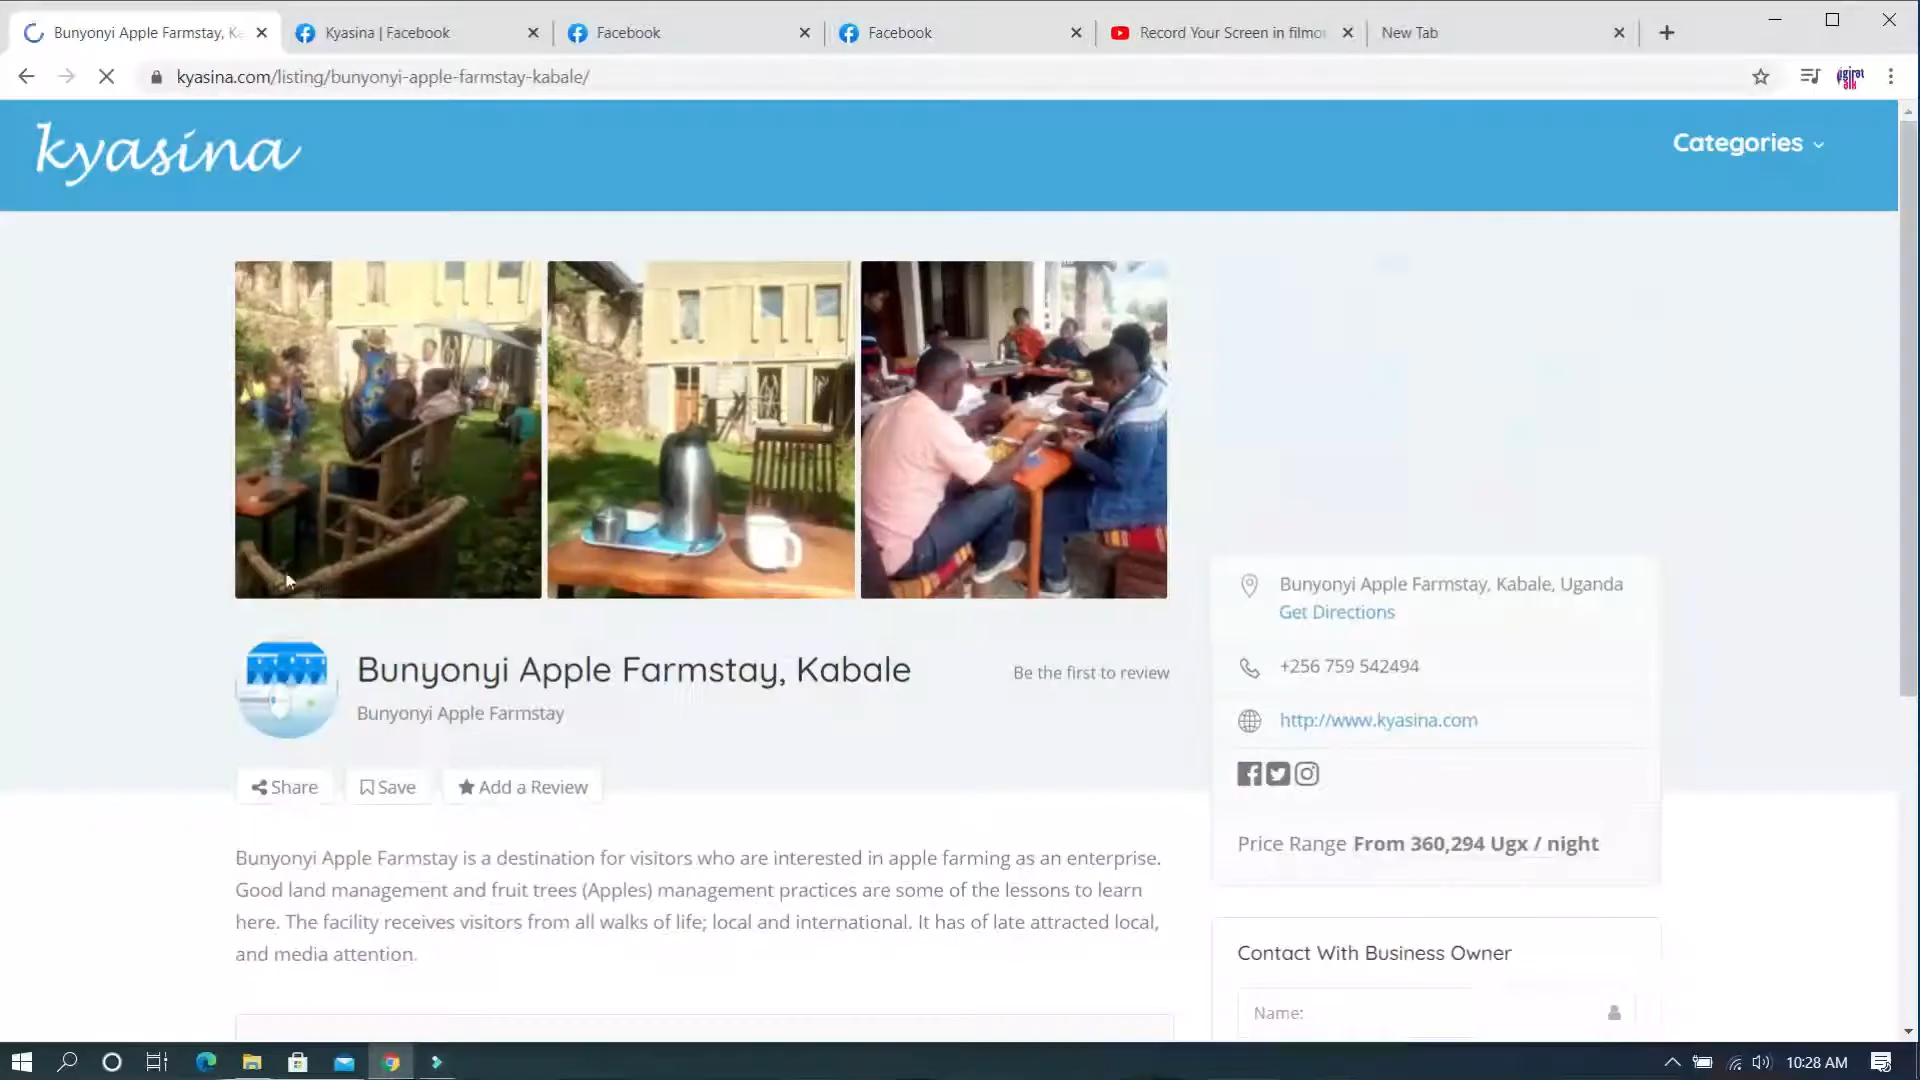 Bunyonyi Apple Farmstay, Ka
Kyasina | Facebook
Facebook
Facebook
Record Your Screen in filmo
New Tab
kyasina.com/listing/bunyonyi-apple-farmstay-kabale/
kyasina
Categories
Bunyonyi Apple Farmstay, Kabale
Be the first to review
Bunyonyi Apple Farmstay
Share
Save
Add a Review
Bunyonyi Apple Farmstay is a destination for visitors who are interested in apple farming as an enterprise.
Good land management and fruit trees (Apples) management practices are some of the lessons to learn
here. The facility receives visitors from all walks of life; local and international. It has of late attracted local,
and media attention.
Bunyonyi Apple Farmstay, Kabale, Uganda
Get Directions
+256 759 542494
http://www.kyasina.com
Price Range From 360,294 Ugx / night
Contact With Business Owner
Name:
10:28 AM